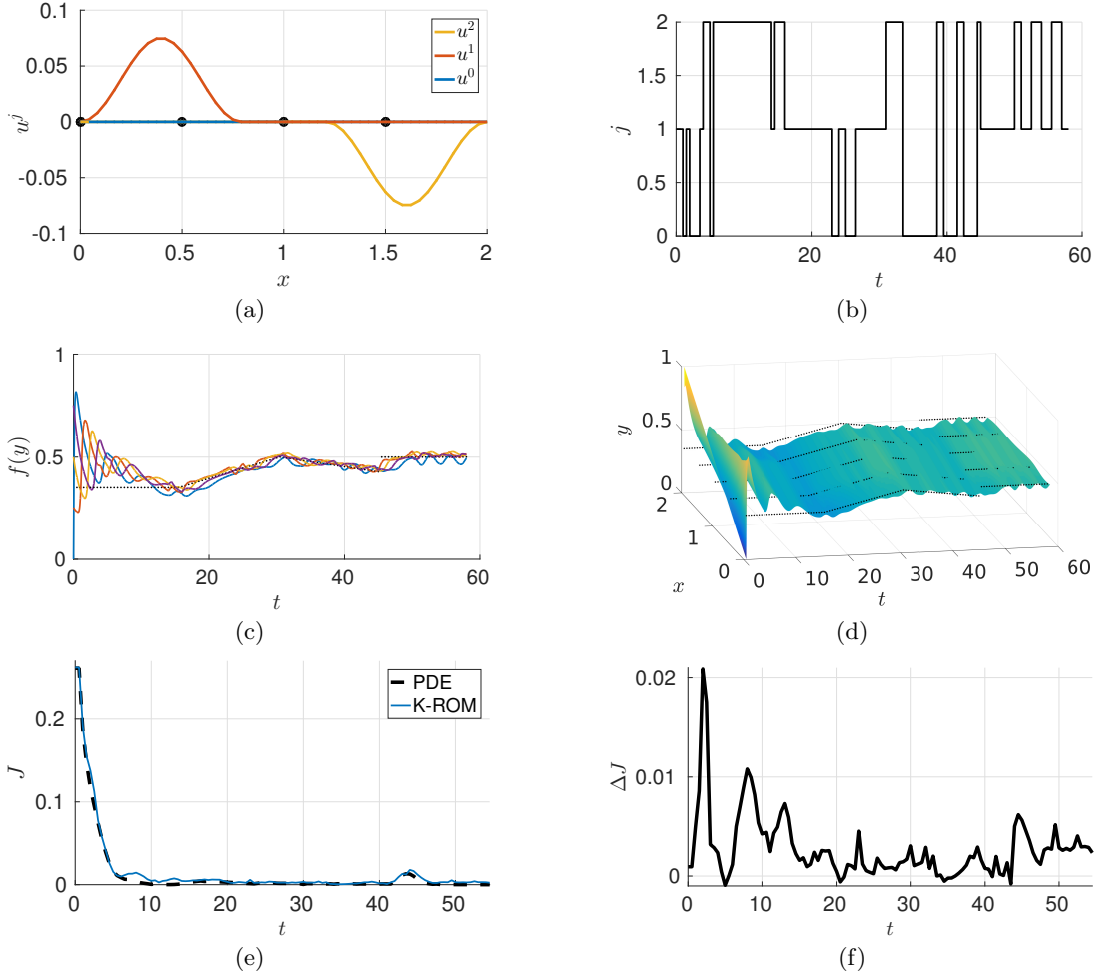 0.1
0.05
0
-0.05
-0.1
u^j
u^2
u^1
u^0
0 0.5 1 1.5 2
x
(a)
2
1.5
1
0.5
0
j
0 20 40 60
t
(b)
1
0.5
0
f(y)
0 20 40 60
t
(c)
1
0.5
0
y
2
1
0
x
0 10 20 30 40 50 60
t
(d)
0.2
0.1
0
J
PDE
K-ROM
0 10 20 30 40 50
t
(e)
0.02
0.01
0
ΔJ
0 10 20 30 40 50
t
(f)